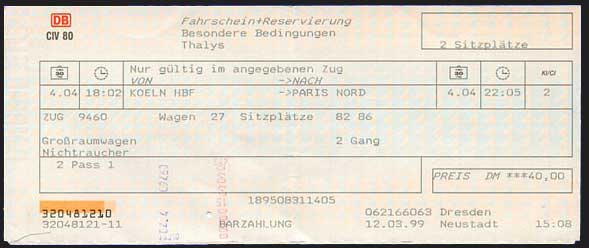 DB Fahrschein+Reservierung
CIV 80 Besondere Bedingungen
Thalys 2 Sitzplätze
Nur gültig im angegebenen Zug
VON ->NACH KI/Cl
4.04 18:02 KOELN HBF ->PARIS NORD 4.04 22:05 2
ZUG 9460 Wagen 27 Sitzplätze 82 86
Großraumwagen 2 Gang
Nichtraucher
2 Pass 1
PREIS DM ***40,00
189508311405
320481210 062166063 Dresden
32048121-11 BARZAHLUNG 12.03.99 Neustadt 15:08